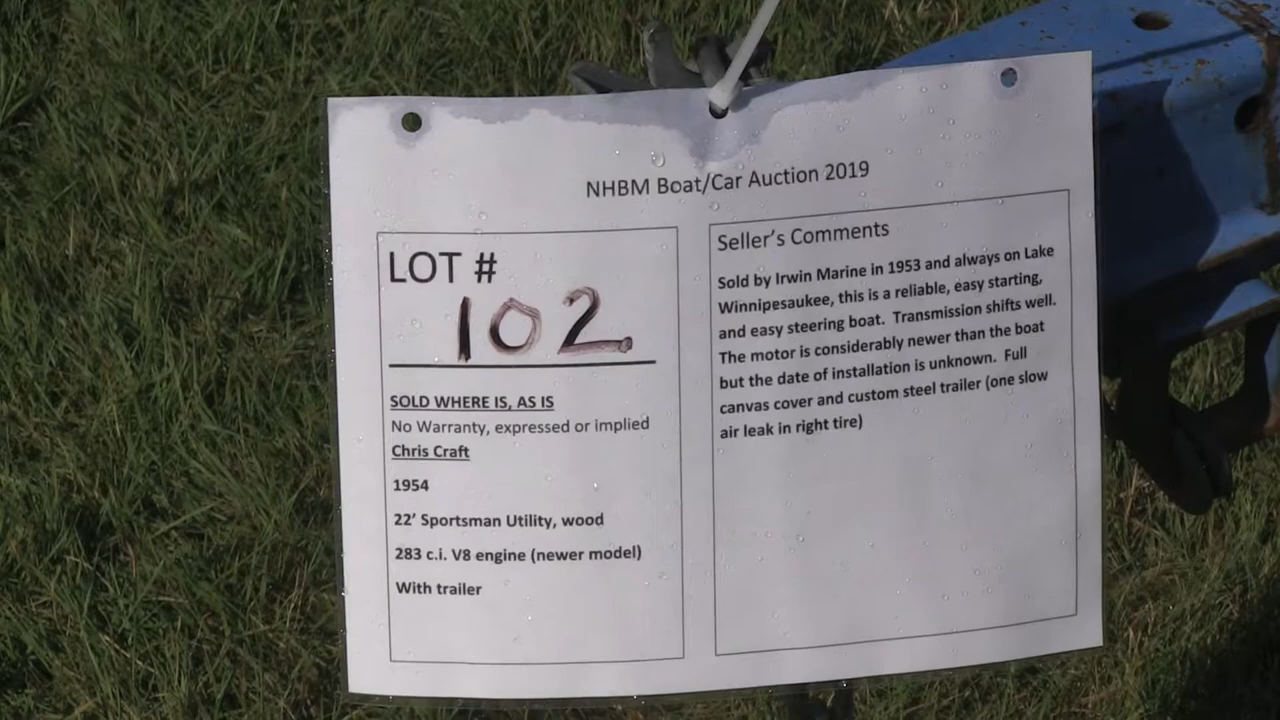 NHBM Boat/Car Auction 2019
LOT #
102
SOLD WHERE IS, AS IS
No Warranty, expressed or implied
Chris Craft
1954
22' Sportsman Utility, wood
283 c.i. V8 engine (newer model)
With trailer
Seller's Comments
Sold by Irwin Marine in 1953 and always on Lake
Winnipesaukee, this is a reliable, easy starting,
and easy steering boat. Transmission shifts well.
The motor is considerably newer than the boat
but the date of installation is unknown. Full
canvas cover and custom steel trailer (one slow
air leak in right tire)